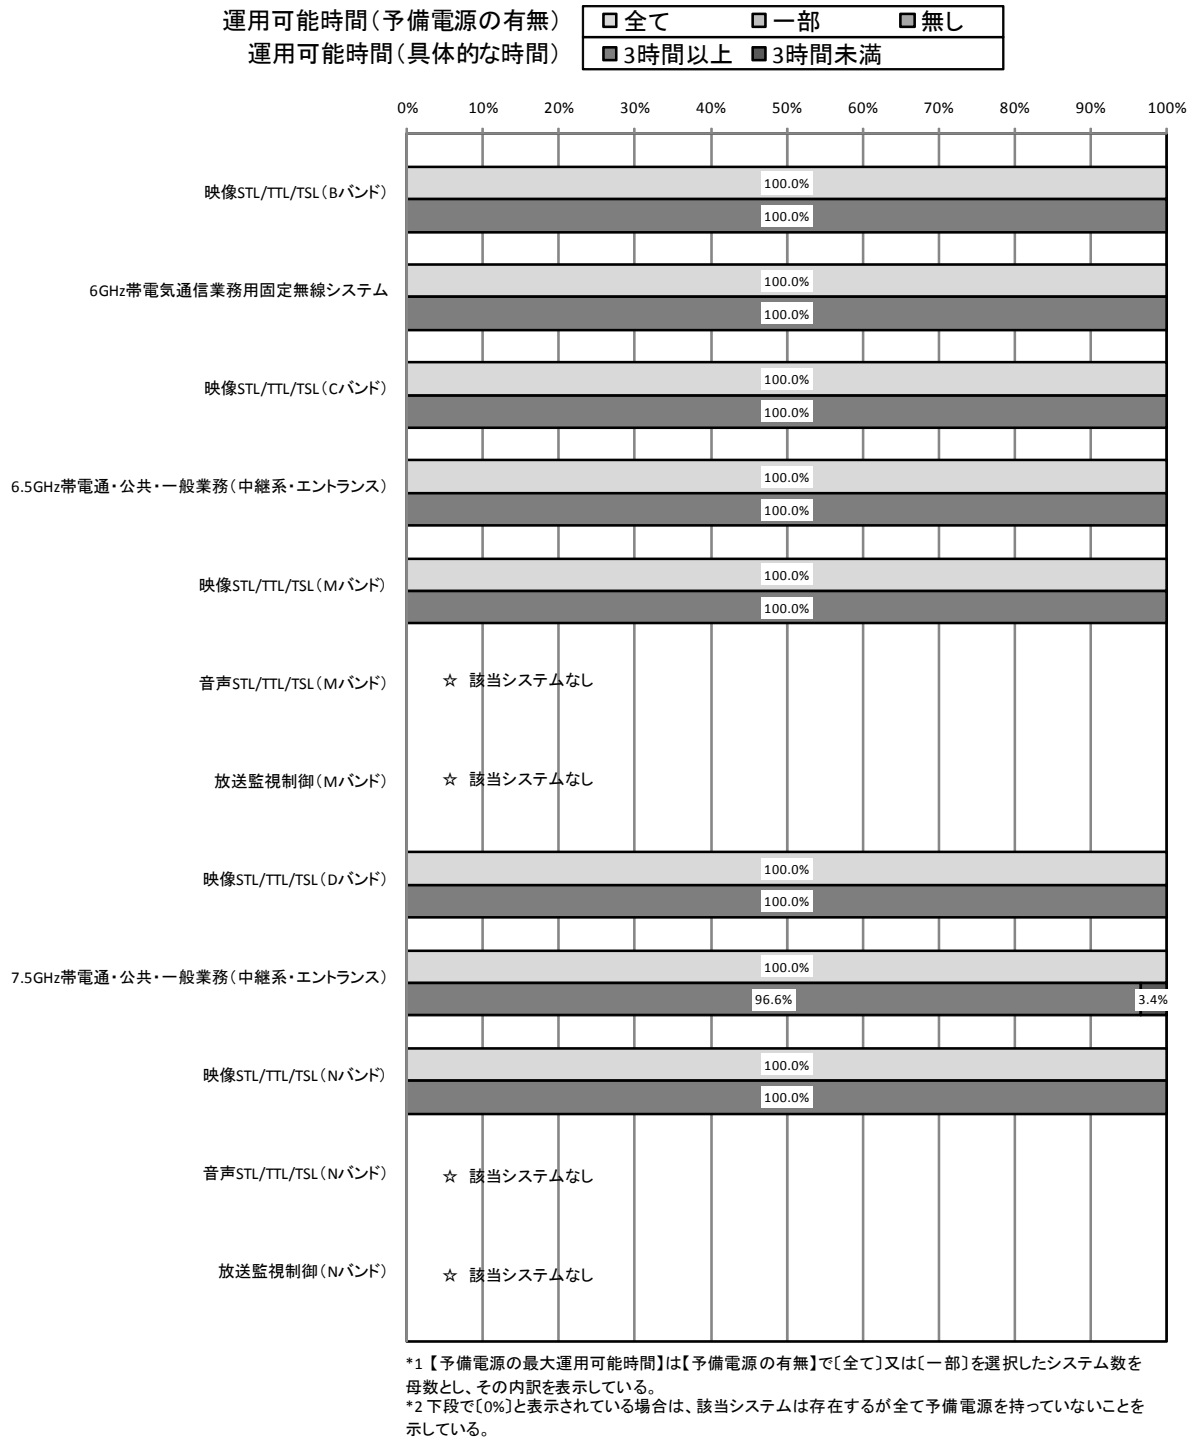 運用可能時間(予備電源の有無) 全て 一部 無し
運用可能時間(具体的な時間) 3時間以上 3時間未満
0% 10% 20% 30% 40% 50% 60% 70% 80% 90% 100%
映像STL/TTL/TSL(Bバンド)
100.0%
100.0%
6GHz帯電気通信業務用固定無線システム
100.0%
100.0%
映像STL/TTL/TSL(Cバンド)
100.0%
100.0%
6.5GHz帯電通・公共・一般業務(中継系・エントランス)
100.0%
100.0%
映像STL/TTL/TSL(Mバンド)
100.0%
100.0%
音声STL/TTL/TSL(Mバンド)
☆ 該当システムなし
放送監視制御(Mバンド)
☆ 該当システムなし
映像STL/TTL/TSL(Dバンド)
100.0%
100.0%
7.5GHz帯電通・公共・一般業務(中継系・エントランス)
100.0%
96.6% 3.4%
映像STL/TTL/TSL(Nバンド)
100.0%
100.0%
音声STL/TTL/TSL(Nバンド)
☆ 該当システムなし
放送監視制御(Nバンド)
☆ 該当システムなし
*1 【予備電源の最大運用可能時間】は【予備電源の有無】で〔全て〕又は〔一部〕を選択したシステム数を
母数とし、その内訳を表示している。
*2 下段で〔0%〕と表示されている場合は、該当システムは存在するが全て予備電源を持っていないことを
示している。